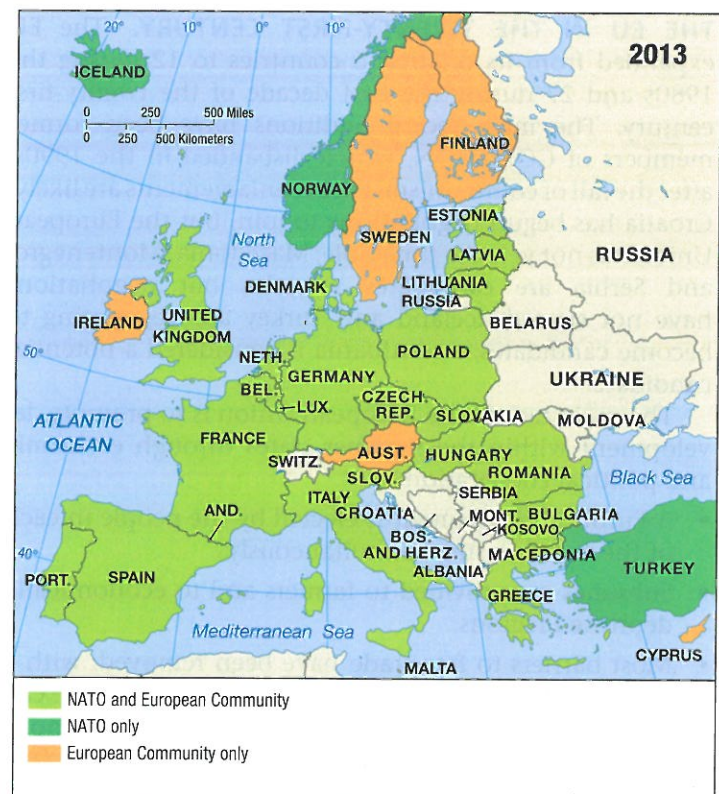 20°
10°
0°
10°
2013
ICELAND
0 250 500 Miles
0 250 500 Kilometers
FINLAND
NORWAY
ESTONIA
North
Sea
SWEDEN
RUSSIA
LATVIA
DENMARK
LITHUANIA
RUSSIA
IRELAND
UNITED
KINGDOM
BELARUS
NETH.
POLAND
50°
GERMANY
BEL.
UKRAINE
CZECH
REP.
LUX.
SLOVAKIA
MOLDOVA
ATLANTIC
OCEAN
FRANCE
AUST.
HUNGARY
SWITZ.
ROMANIA
SLOV.
Black Sea
ITALY
SERBIA
AND.
CROATIA
MONT.
BULGARIA
KOSOVO
BOS.
AND HERZ.
MACEDONIA
40°
ALBANIA
TURKEY
PORT.
SPAIN
GREECE
Mediterranean Sea
CYPRUS
MALTA
NATO and European Community
NATO only
European Community only